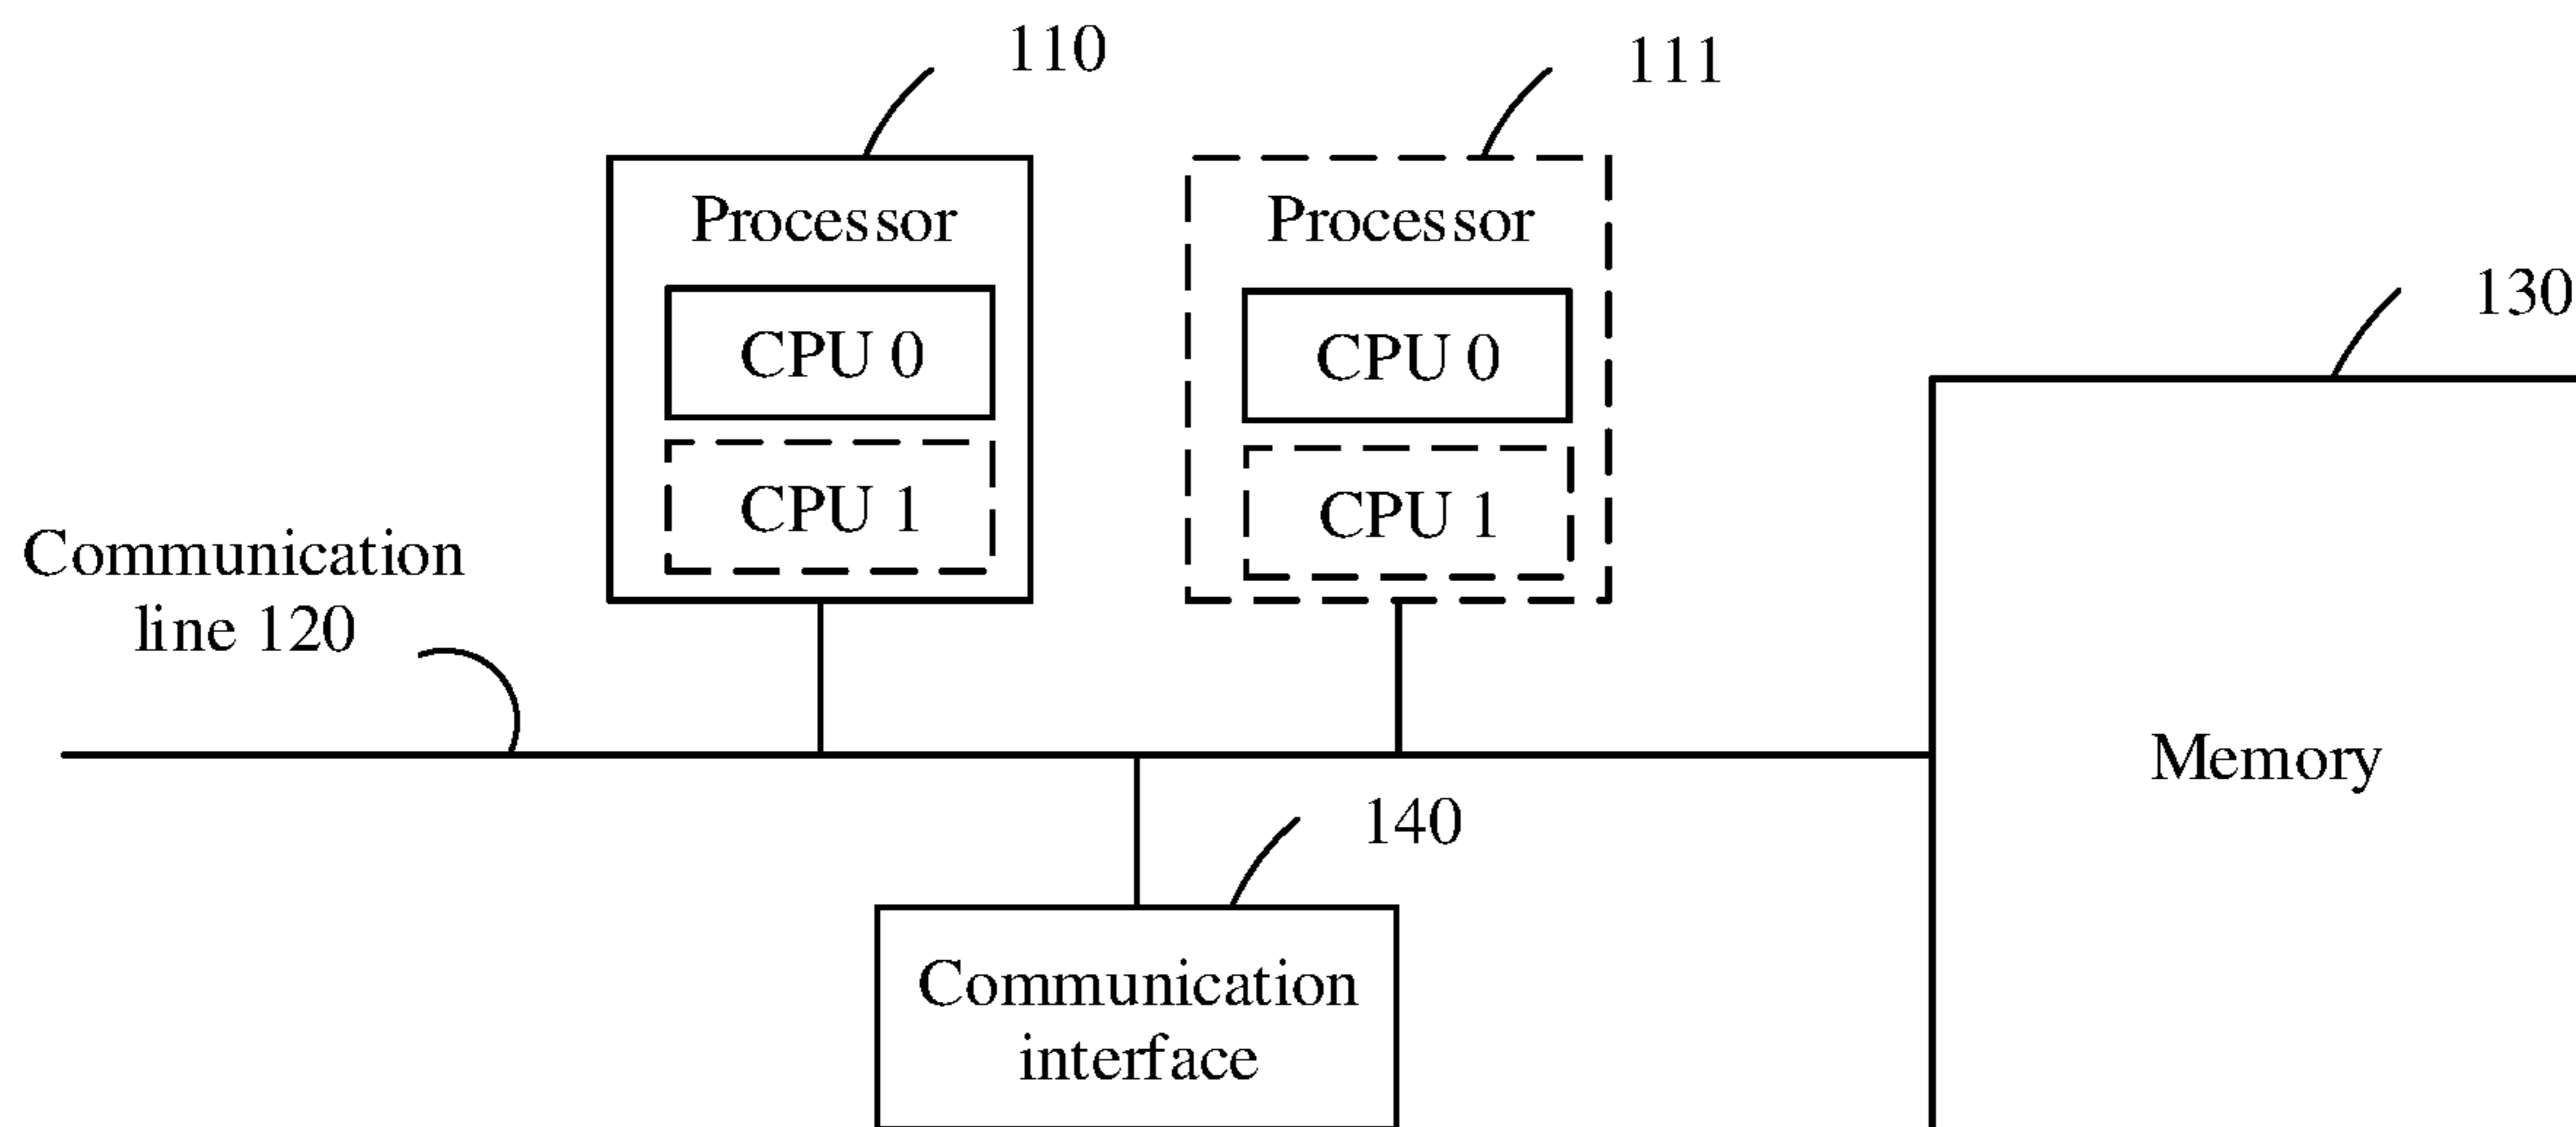 110
111
Processor
Processor
130
CPU 0
CPU 0
CPU 1
CPU 1
Communication
line 120
Memory
140
Communication
interface